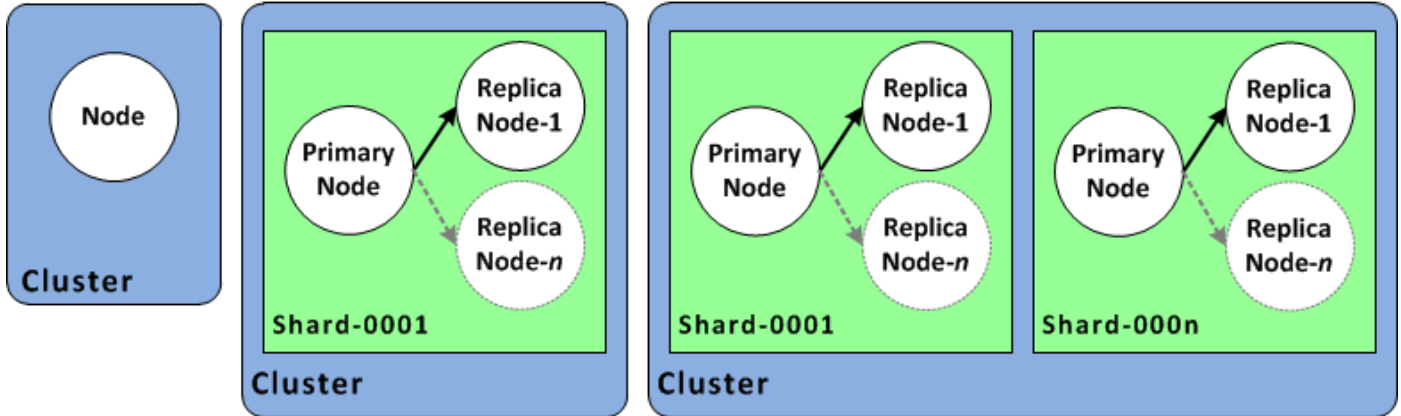 Node
Cluster
Primary
Node
Replica
Node-1
Replica
Node-n
Shard-0001
Cluster
Primary
Node
Replica
Node-1
Replica
Node-n
Shard-0001
Primary
Node
Replica
Node-1
Replica
Node-n
Shard-000n
Cluster